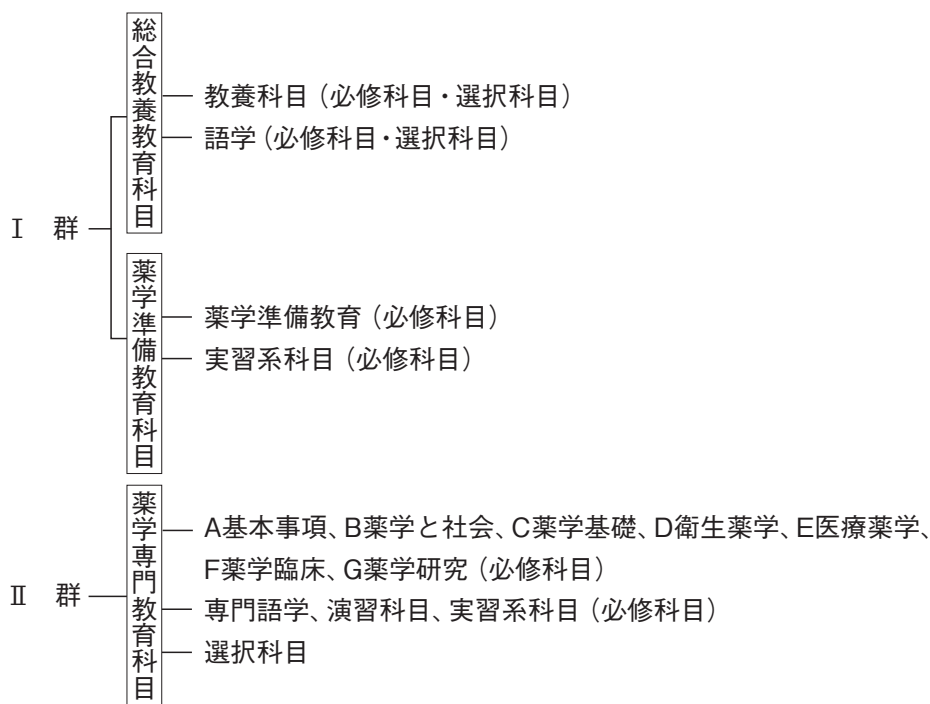 Ⅰ 群
総合教養教育科目
教養科目（必修科目・選択科目）
語学（必修科目・選択科目）
薬学準備教育科目
薬学準備教育（必修科目）
実習系科目（必修科目）
Ⅱ 群
薬学専門教育科目
A基本事項、B薬学と社会、C薬学基礎、D衛生薬学、E医療薬学、
F薬学臨床、G薬学研究（必修科目）
専門語学、演習科目、実習系科目（必修科目）
選択科目